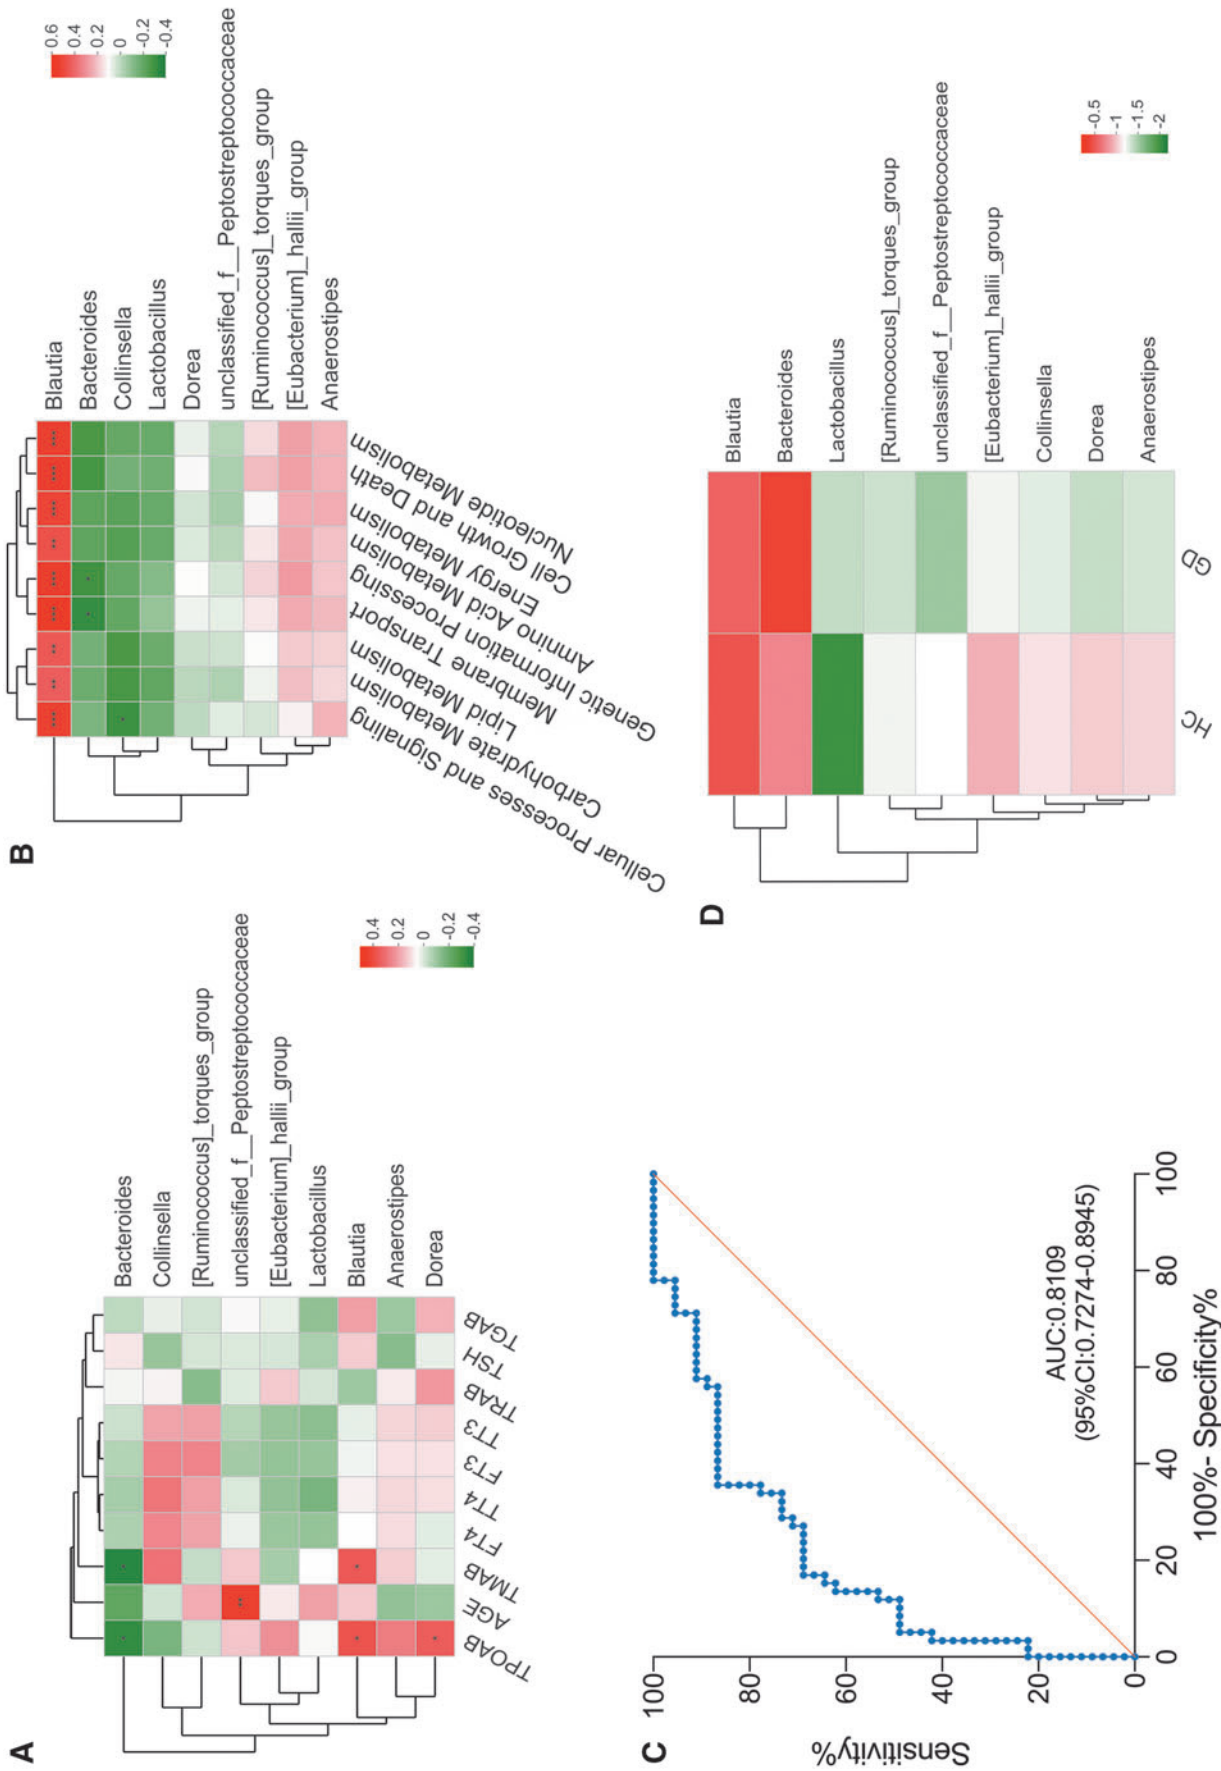 A
Bacteroides
Collinsella
[Ruminococcus]_torques_group
unclassified_f__Peptostreptococcaceae
[Eubacterium]_hallii_group
Lactobacillus
Blautia
Anaerostipes
Dorea
TPOAB
AGE
TMAB
FT4
TT4
FT3
TT3
TRAB
TSH
TGAB
0.4
0.2
0
-0.2
-0.4
B
Blautia
Bacteroides
Collinsella
Lactobacillus
Dorea
unclassified_f__Peptostreptococcaceae
[Ruminococcus]_torques_group
[Eubacterium]_hallii_group
Anaerostipes
Celluar Processes and Signaling
Carbohydrate Metabolism
Lipid Metabolism
Membrane Transport
Genetic Information Processing
Amnino Acid Metabolism
Energy Metabolism
Cell Growth and Death
Nucleotide Metabolism
0.6
0.4
0.2
0
-0.2
-0.4
C
Sensitivity%
100
80
60
40
20
0
0
20
40
60
80
100
100%- Specificity%
AUC:0.8109
(95%CI:0.7274-0.8945)
D
Blautia
Bacteroides
Lactobacillus
[Ruminococcus]_torques_group
unclassified_f__Peptostreptococcaceae
[Eubacterium]_hallii_group
Collinsella
Dorea
Anaerostipes
HC
GD
-0.5
-1
-1.5
-2